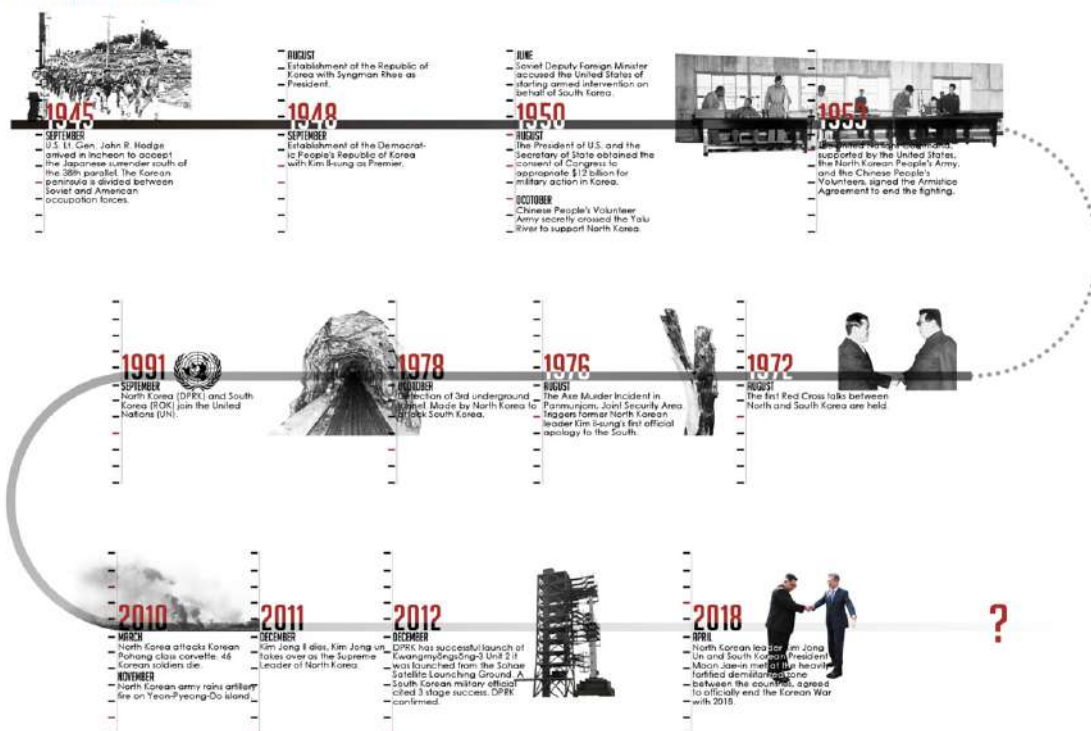 1945
SEPTEMBER
U.S. Lt. Gen. John R. Hodge
arrived in Incheon to accept
the Japanese surrender south of
the 38th parallel. The Korean
peninsula is divided between
Soviet and American
occupation forces.
AUGUST
Establishment of the Republic of
Korea with Syngman Rhee as
President.
1948
SEPTEMBER
Establishment of the Democrat-
ic People's Republic of Korea
with Kim Il-sung as Premier.
JUNE
Soviet Deputy Foreign Minister
accused the United States of
starting armed intervention on
behalf of South Korea.
1950
AUGUST
The President of U.S. and the
Secretary of State obtained the
consent of Congress to
appropriate $12 billion for
military action in Korea.
OCOTOBER
Chinese People's Volunteer
Army secretly crossed the Yalu
River to support North Korea.
1953
The United Nations Command,
supported by the United States,
the North Korean People's Army,
and the Chinese People's
Volunteers, signed the Armistice
Agreement to end the fighting.
1991
SEPTEMBER
North Korea (DPRK) and South
Korea (ROK) join the United
Nations (UN).
1978
OCOTOBER
Detection of 3rd underground
tunnel. Made by North Korea to
attack South Korea.
1976
AUGUST
The Axe Murder Incident in
Panmunjom, Joint Security Area
Triggers former North Korean
leader Kim Il-sung's first official
apology to the South.
1972
AUGUST
The first Red Cross talks between
North and South Korea are held.
2010
MARCH
North Korea attacks Korean
Pohang class corvette. 46
Korean soldiers die.
NOVEMBER
North Korean army rains artillery
fire on Yeon-Pyeong-Do island
2011
DECEMBER
Kim Jong Il dies, Kim Jong un
takes over as the Supreme
Leader of North Korea
2012
DECEMBER
DPRK has successful launch of
Kwangmyŏngsŏng-3 Unit 2 it
was launched from the Sohae
Satellite Launching Ground. A
South Korean military official
cited 3 stage success. DPRK
confirmed.
2018
APRIL
North Korean leader Kim Jong
Un and South Korean President
Moon Jae-in met at the heavily
fortified demilitarized zone
between the countries, agreed
to officially end the Korean War
with 2018.
?